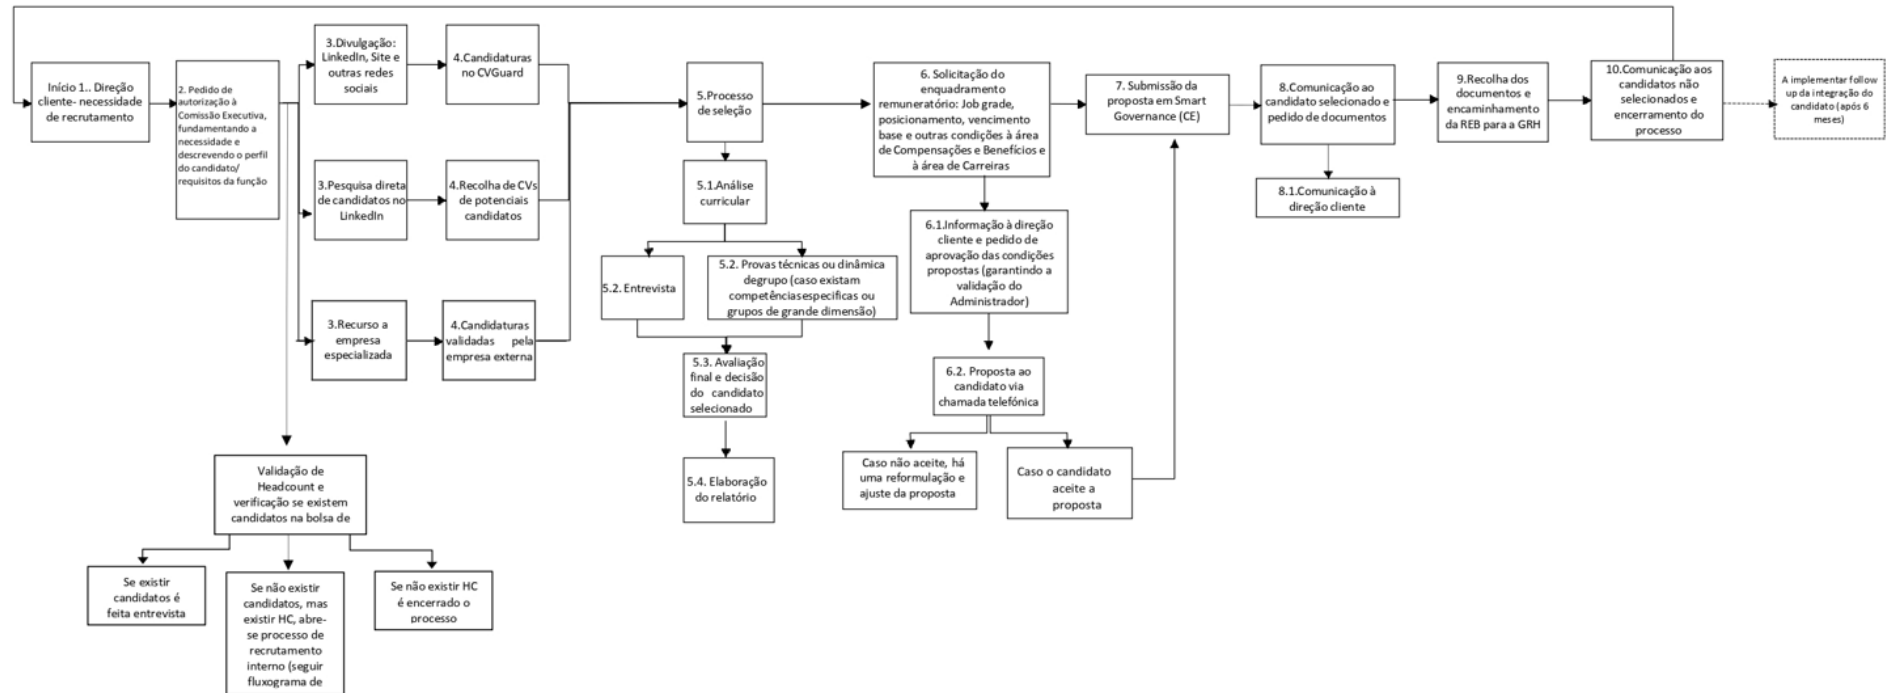 Início 1.. Direção
cliente- necessidade
de recrutamento
2. Pedido de
autorização à
Comissão Executiva,
fundamentando a
necessidade e
descrevendo o perfil
do candidato/
requisitos da função
3.Divulgação:
LinkedIn, Site e
outras redes
sociais
4.Candidaturas
no CVGuard
3.Pesquisa direta
de candidatos no
LinkedIn
4.Recolha de CVs
de potenciais
candidatos
3.Recurso a
empresa
especializada
4.Candidaturas
validadas pela
empresa externa
Validação de
Headcount e
verificação se existem
candidatos na bolsa de
Se existir
candidatos é
feita entrevista
Se não existir
candidatos, mas
existir HC, abre-
se processo de
recrutamento
interno (seguir
fluxograma de
Se não existir HC
é encerrado o
processo
5.Processo
de seleção
5.1.Análise
curricular
5.2. Entrevista
5.2. Provas técnicas ou dinâmica
degrupo (caso existam
competênciasespecificas ou
grupos de grande dimensão)
5.3. Avaliação
final e decisão
do candidato
selecionado
5.4. Elaboração
do relatório
6. Solicitação do
enquadramento
remuneratório: Job grade,
posicionamento, vencimento
base e outras condições à área
de Compensações e Benefícios e
à área de Carreiras
6.1.Informação à direção
cliente e pedido de
aprovação das condições
propostas (garantindo a
validação do
Administrador)
6.2. Proposta ao
candidato via
chamada telefónica
Caso não aceite, há
uma reformulação e
ajuste da proposta
Caso o candidato
aceite a
proposta
7. Submissão da
proposta em Smart
Governance (CE)
8.Comunicação ao
candidato selecionado e
pedido de documentos
8.1.Comunicação à
direção cliente
9.Recolha dos
documentos e
encaminhamento
da REB para a GRH
10.Comunicação aos
candidatos não
selecionados e
encerramento do
processo
A implementar follow
up da integração do
candidato (após 6
meses)